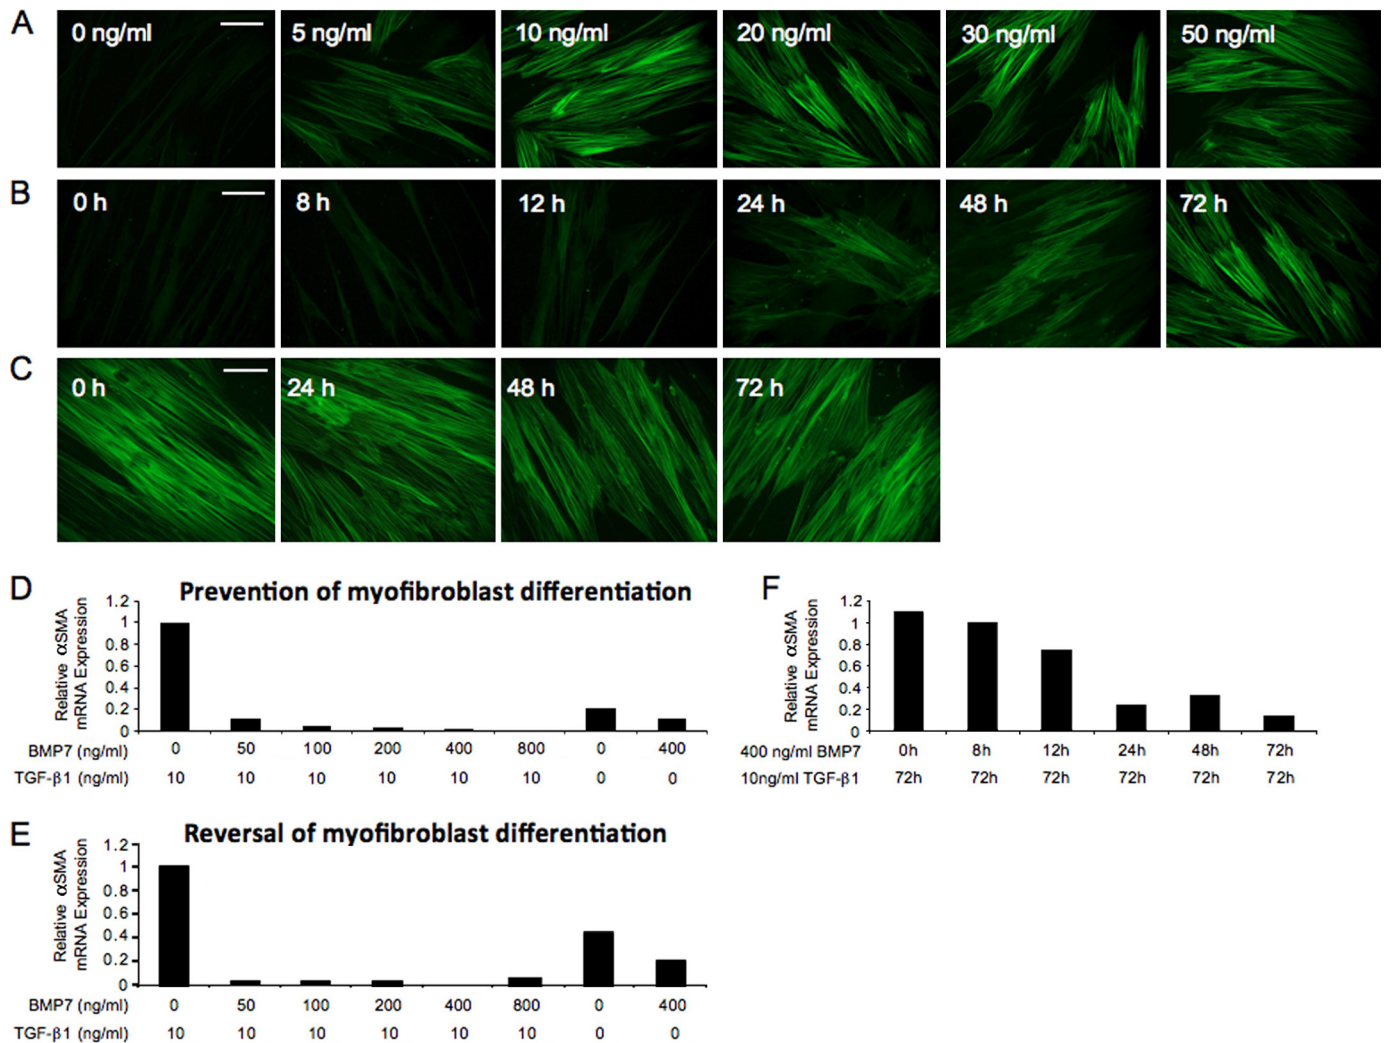 A
0 ng/ml 5 ng/ml 10 ng/ml 20 ng/ml 30 ng/ml 50 ng/ml
B
0 h 8 h 12 h 24 h 48 h 72 h
C
0 h 24 h 48 h 72 h
D
Prevention of myofibroblast differentiation
Relative αSMA
mRNA Expression
1.2
1
0.8
0.6
0.4
0.2
0
BMP7 (ng/ml) 0 50 100 200 400 800 0 400
TGF-β1 (ng/ml) 10 10 10 10 10 10 0 0
F
Relative αSMA
mRNA Expression
1.2
1
0.8
0.6
0.4
0.2
0
400 ng/ml BMP7 0h 8h 12h 24h 48h 72h
10ng/ml TGF-β1 72h 72h 72h 72h 72h 72h
E
Reversal of myofibroblast differentiation
Relative αSMA
mRNA Expression
1.2
1
0.8
0.6
0.4
0.2
0
BMP7 (ng/ml) 0 50 100 200 400 800 0 400
TGF-β1 (ng/ml) 10 10 10 10 10 10 0 0